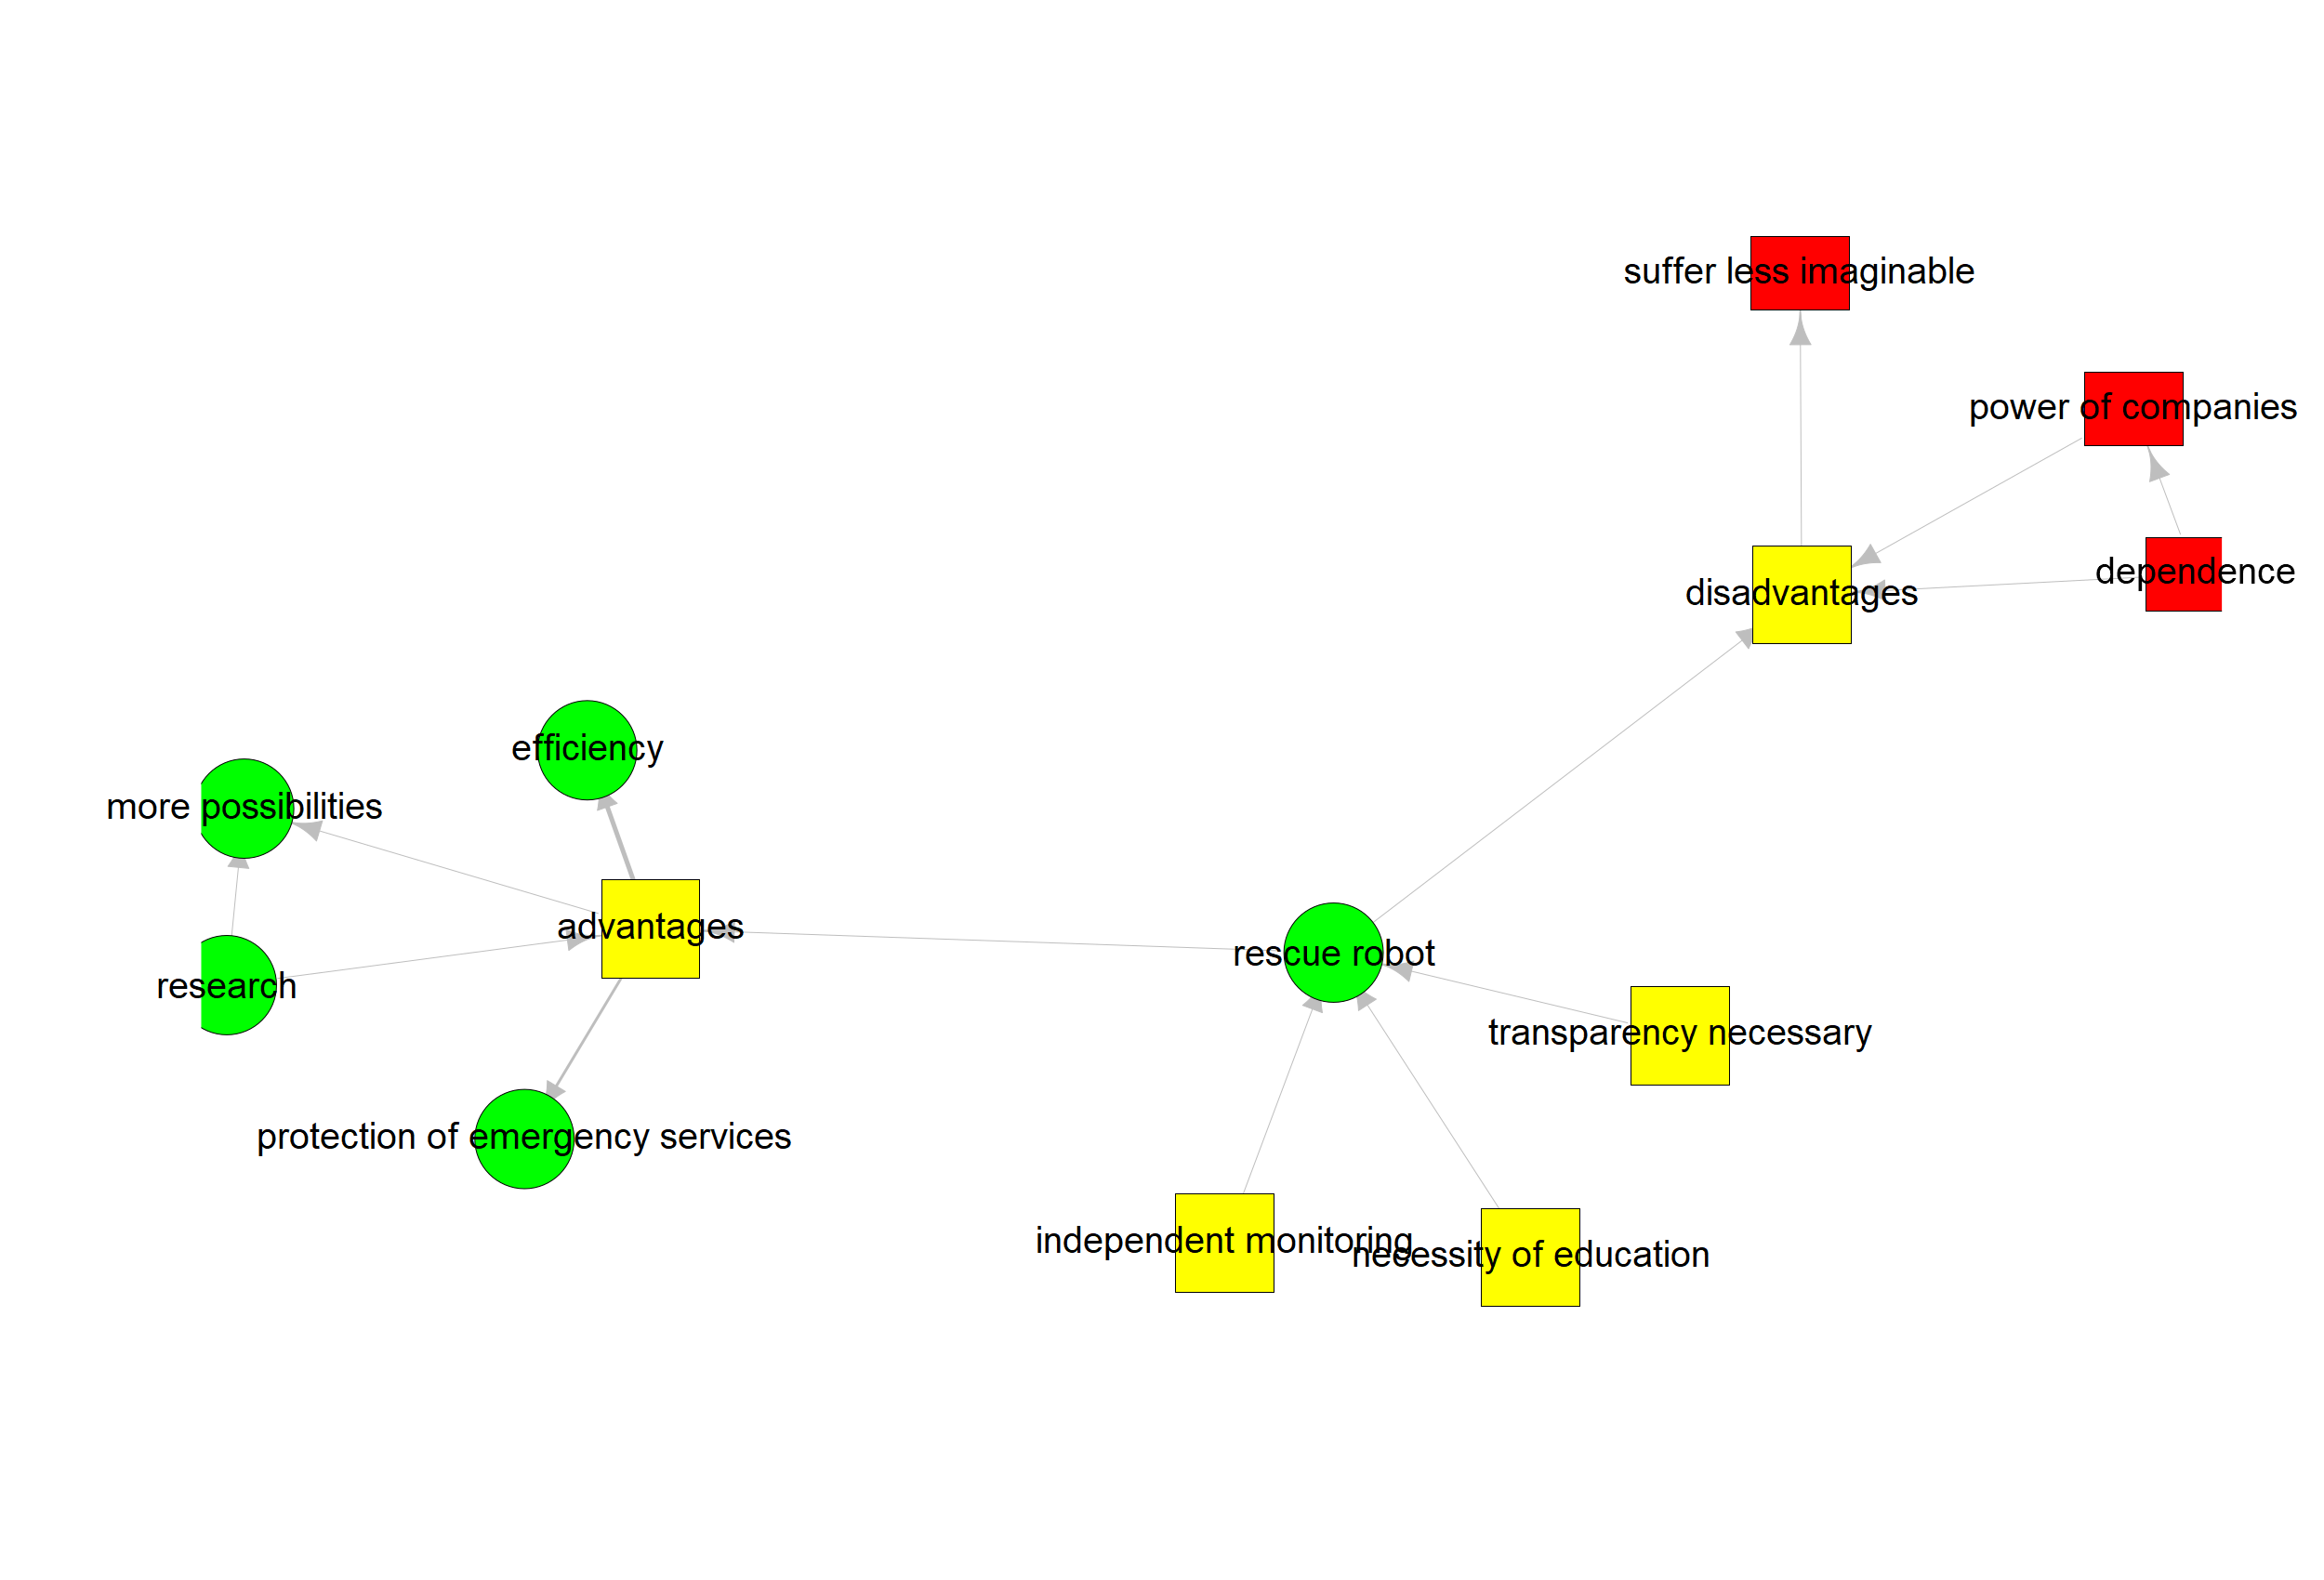 suffer less imaginable
power of companies
dependence
disadvantages
efficiency
more possibilities
advantages
rescue robot
research
transparency necessary
protection of emergency services
independent monitoring
necessity of education